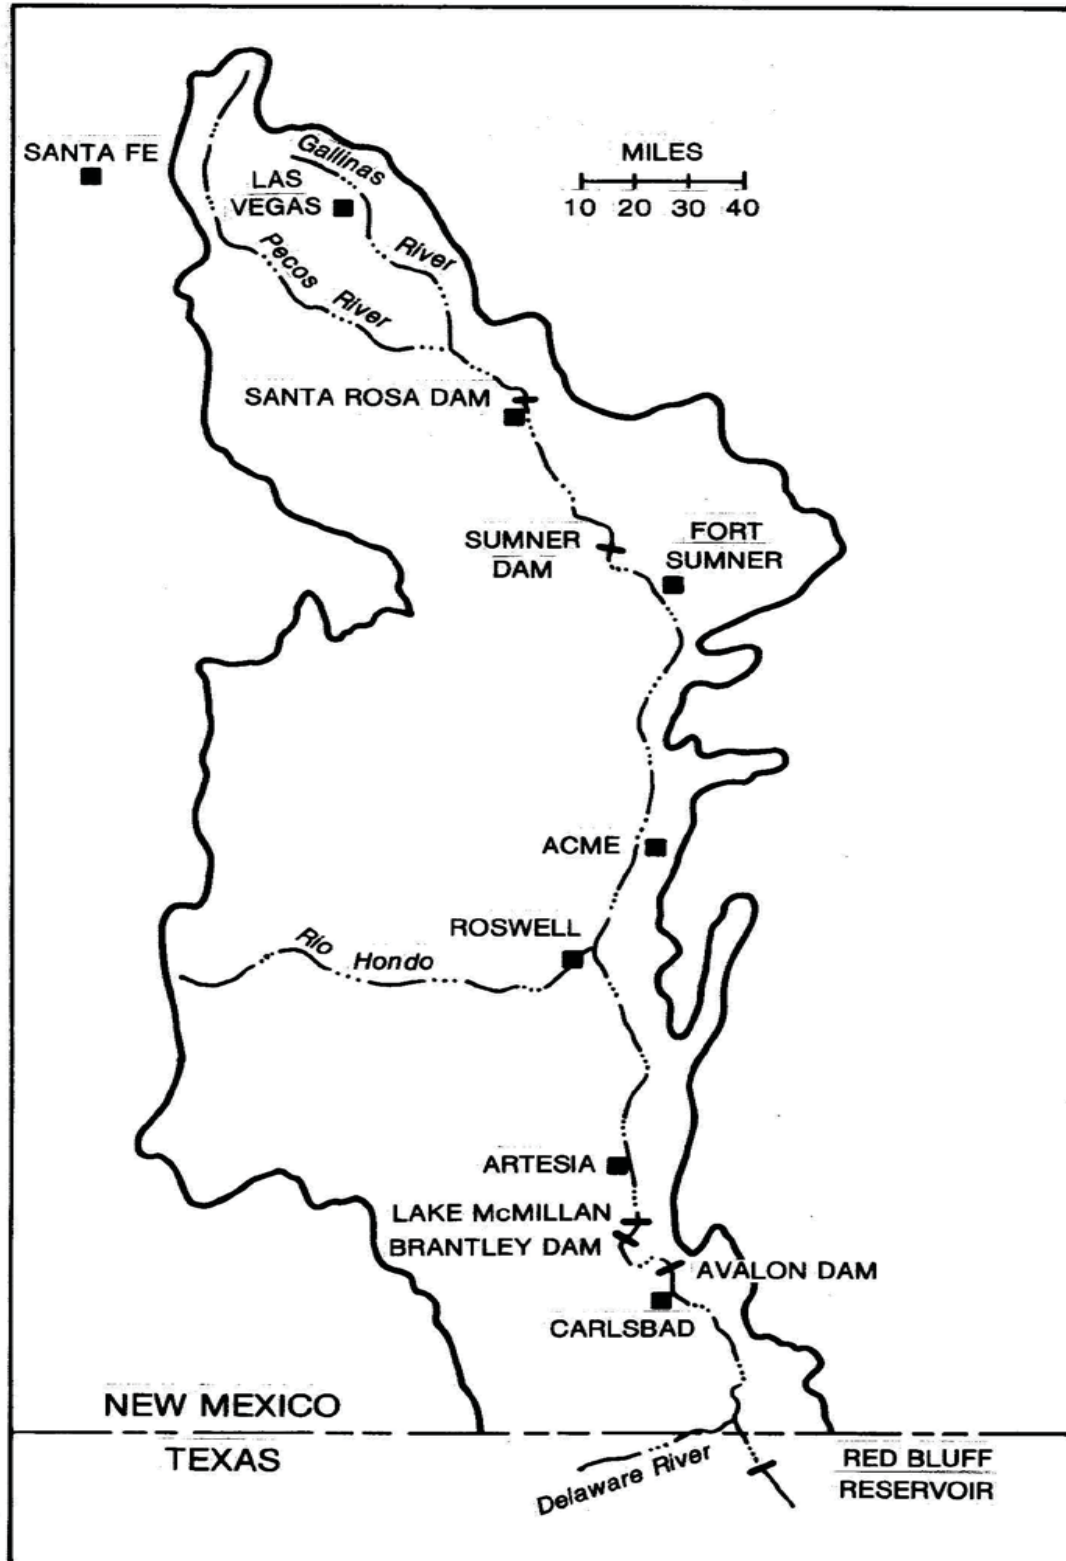 SANTA FE
Gallinas
MILES
LAS
VEGAS
10 20 30 40
Pecos
River
River
SANTA ROSA DAM
SUMNER
DAM
FORT
SUMNER
ACME
ROSWELL
Rio
Hondo
ARTESIA
LAKE McMILLAN
BRANTLEY DAM
AVALON DAM
CARLSBAD
NEW MEXICO
TEXAS
Delaware River
RED BLUFF
RESERVOIR